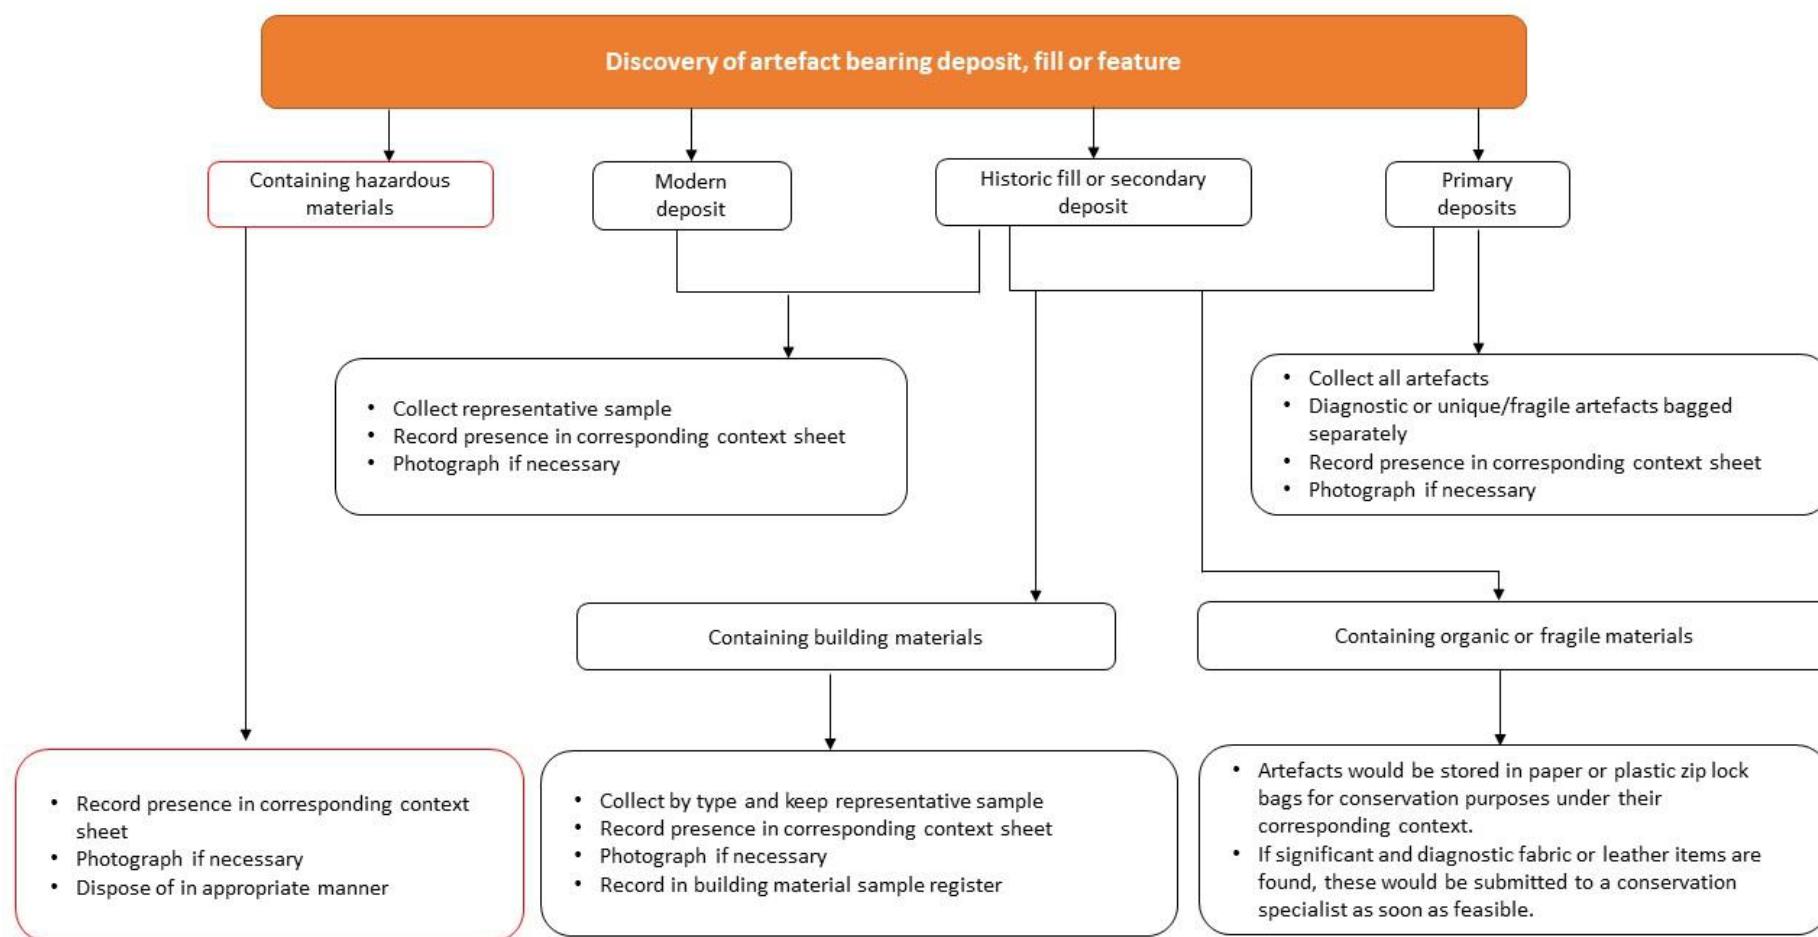 Discovery of artefact bearing deposit, fill or feature
Containing hazardous
materials
Modern
deposit
Historic fill or secondary
deposit
Primary
deposits
• Collect representative sample
• Record presence in corresponding context sheet
• Photograph if necessary
• Collect all artefacts
• Diagnostic or unique/fragile artefacts bagged
separately
• Record presence in corresponding context sheet
• Photograph if necessary
Containing building materials
Containing organic or fragile materials
• Record presence in corresponding context
sheet
• Photograph if necessary
• Dispose of in appropriate manner
• Collect by type and keep representative sample
• Record presence in corresponding context sheet
• Photograph if necessary
• Record in building material sample register
• Artefacts would be stored in paper or plastic zip lock
bags for conservation purposes under their
corresponding context.
• If significant and diagnostic fabric or leather items are
found, these would be submitted to a conservation
specialist as soon as feasible.